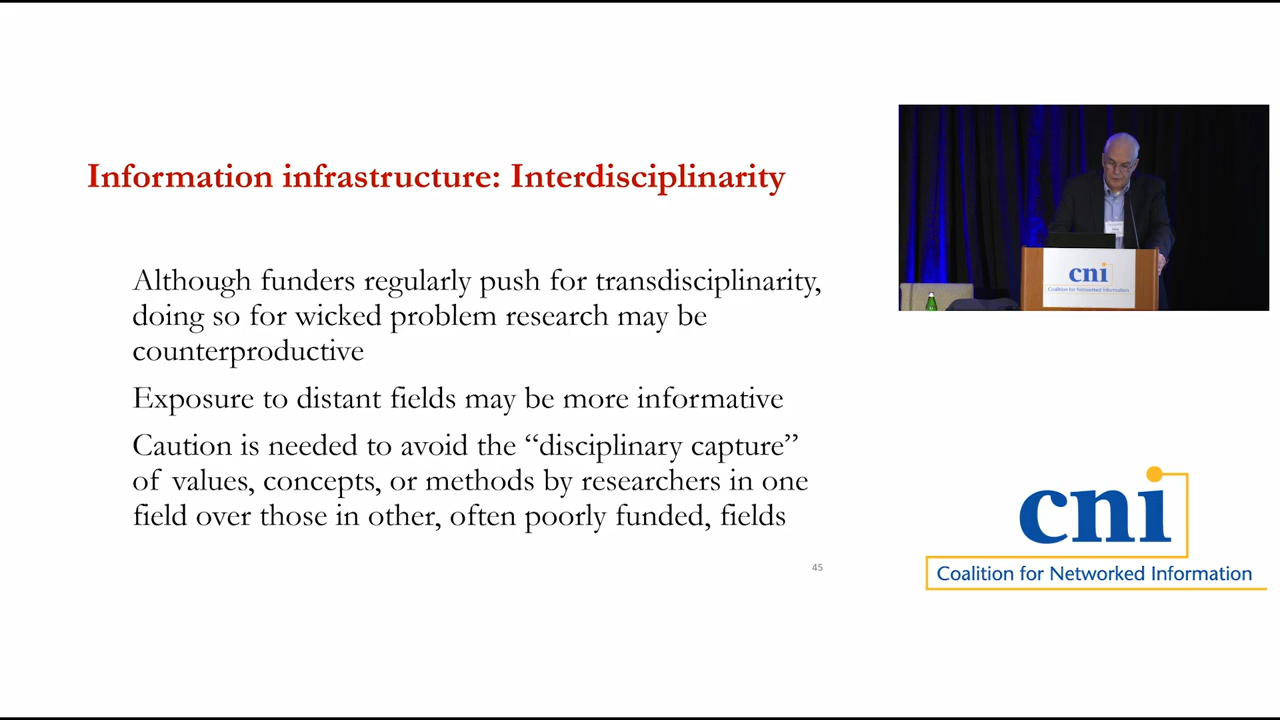 Information infrastructure: Interdisciplinarity
Although funders regularly push for transdisciplinarity,
doing so for wicked problem research may be
counterproductive
Exposure to distant fields may be more informative
Caution is needed to avoid the “disciplinary capture”
of values, concepts, or methods by researchers in one
field over those in other, often poorly funded, fields
45
cni
Coalition for Networked Information
cni
Coalition for Networked Information